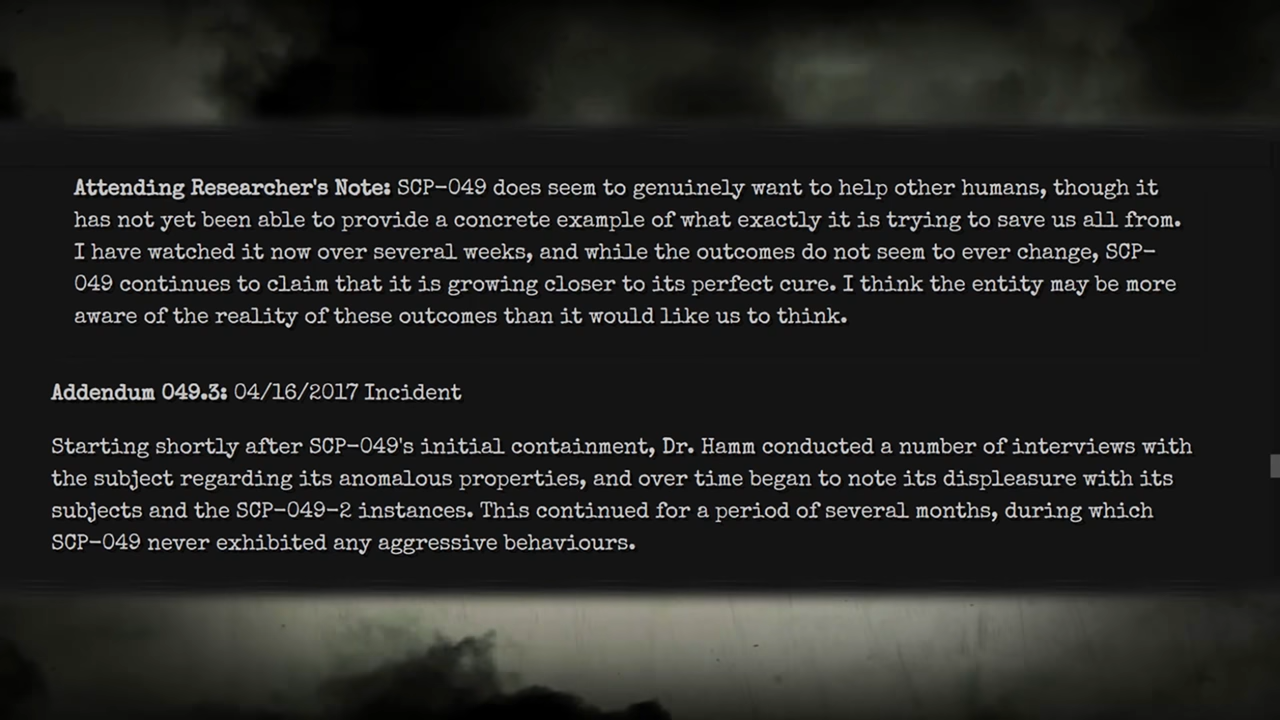 Attending Researcher's Note: SCP-049 does seem to genuinely want to help other humans, though it
has not yet been able to provide a concrete example of what exactly it is trying to save us all from.
I have watched it now over several weeks, and while the outcomes do not seem to ever change, SCP-
049 continues to claim that it is growing closer to its perfect cure. I think the entity may be more
aware of the reality of these outcomes than it would like us to think.
Addendum 049.3: 04/16/2017 Incident
Starting shortly after SCP-049's initial containment, Dr. Hamm conducted a number of interviews with
the subject regarding its anomalous properties, and over time began to note its displeasure with its
subjects and the SCP-049-2 instances. This continued for a period of several months, during which
SCP-049 never exhibited any aggressive behaviours.